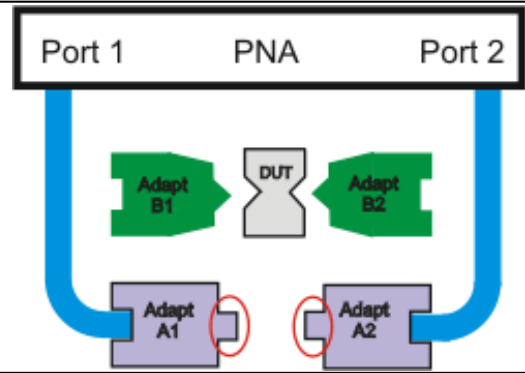 Port 1 PNA Port 2
Adapt
B1
DUT
Adapt
B2
Adapt
A1
Adapt
A2